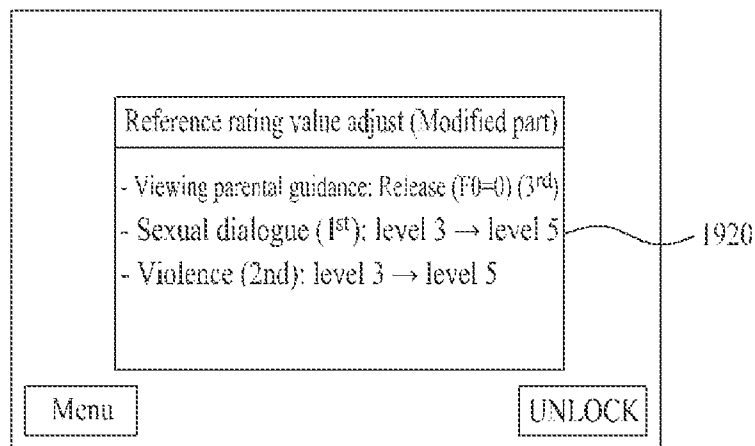 Reference rating value adjust (Modified part)
- Viewing parental guidance: Release (F0=0) (3rd)
- Sexual dialogue (1st): level 3 → level 5
1920
- Violence (2nd): level 3 → level 5
Menu
UNLOCK